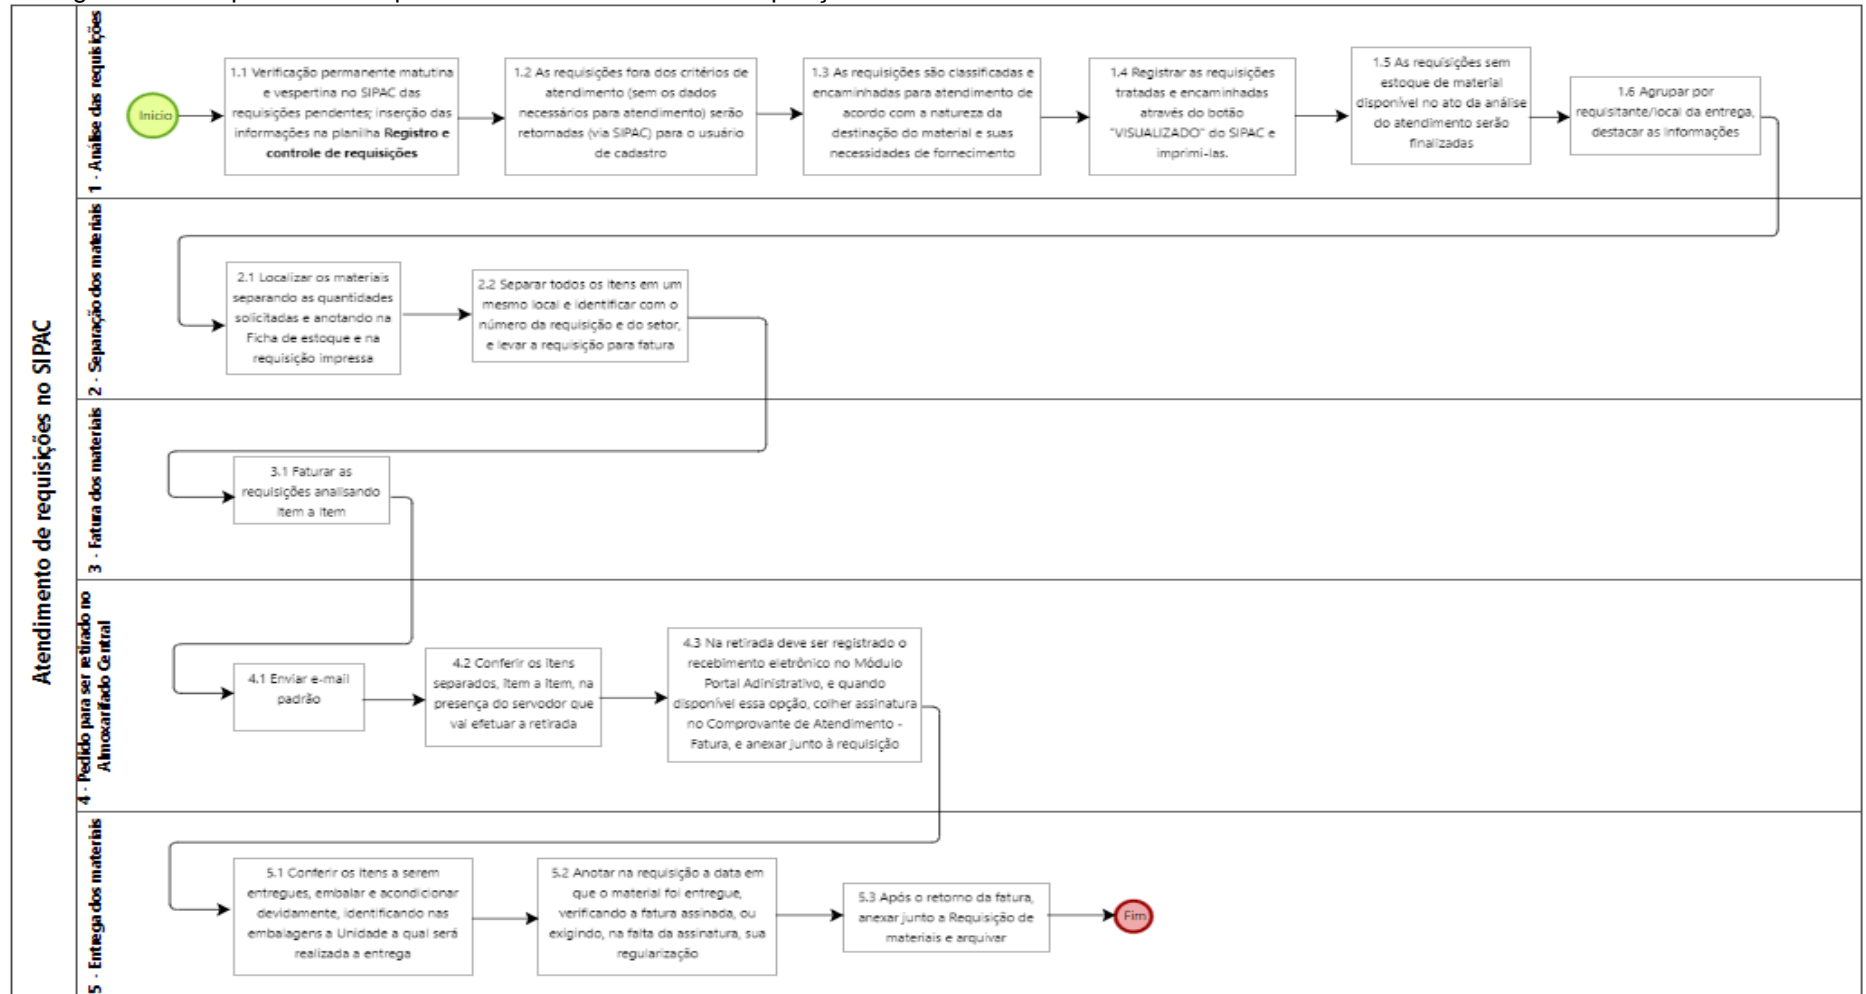 Atendimento de requisições no SIPAC
1 - Análise das requisições
Início
1.1 Verificação permanente matutina
e vespertina no SIPAC das
requisições pendentes; inserção das
informações na planilha Registro e
controle de requisições
1.2 As requisições fora dos critérios de
atendimento (sem os dados
necessários para atendimento) serão
retornadas (via SIPAC) para o usuário
de cadastro
1.3 As requisições são classificadas e
encaminhadas para atendimento de
acordo com a natureza da
destinação do material e suas
necessidades de fornecimento
1.4 Registrar as requisições
tratadas e encaminhadas
através do botão
"VISUALIZADO" do SIPAC e
imprimi-las.
1.5 As requisições sem
estoque de material
disponível no ato da análise
do atendimento serão
finalizadas
1.6 Agrupar por
requisitante/local da entrega,
destacar as informações
2 - Separação dos materiais
2.1 Localizar os materiais
separando as quantidades
solicitadas e anotando na
Ficha de estoque e na
requisição impressa
2.2 Separar todos os itens em um
mesmo local e identificar com o
número da requisição e do setor,
e levar a requisição para fatura
3 - Fatura dos materiais
3.1 Faturar as
requisições analisando
item a item
4 - Pedido para ser retirado no
Almoxarifado Central
4.1 Enviar e-mail
padrão
4.2 Conferir os itens
separados, item a item, na
presença do servodor que
vai efetuar a retirada
4.3 Na retirada deve ser registrado o
recebimento eletrônico no Módulo
Portal Adinistrativo, e quando
disponível essa opção, colher assinatura
no Comprovante de Atendimento -
Fatura, e anexar junto à requisição
5 - Entrega dos materiais
5.1 Conferir os itens a serem
entregues, embalar e acondicionar
devidamente, identificando nas
embalagens a Unidade a qual será
realizada a entrega
5.2 Anotar na requisição a data em
que o material foi entregue,
verificando a fatura assinada, ou
exigindo, na falta da assinatura, sua
regularização
5.3 Após o retorno da fatura,
anexar junto a Requisição de
materiais e arquivar
Fim